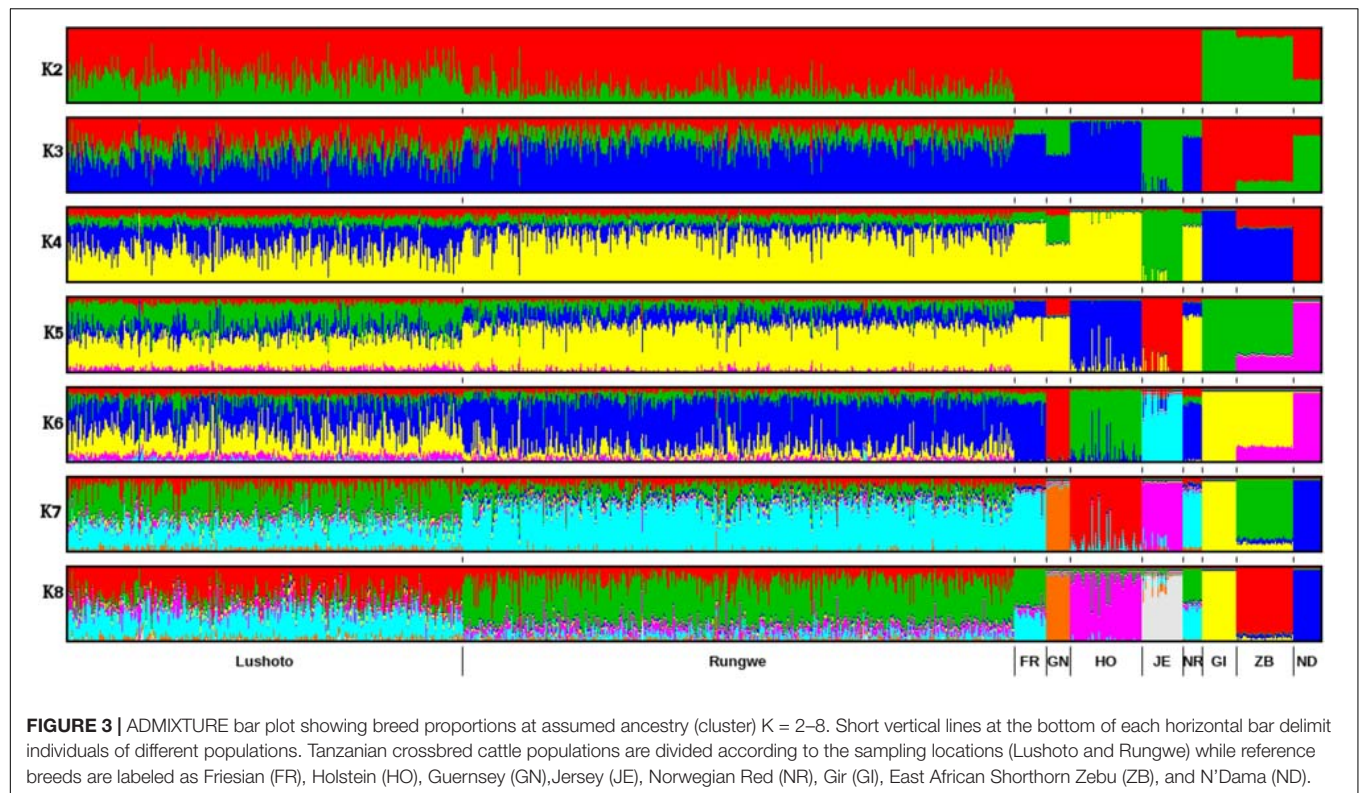 K2
K3
K4
K5
K6
K7
K8
Lushoto Rungwe FR GN HO JE NR GI ZB ND
FIGURE 3 | ADMIXTURE bar plot showing breed proportions at assumed ancestry (cluster) K = 2–8. Short vertical lines at the bottom of each horizontal bar delimit
individuals of different populations. Tanzanian crossbred cattle populations are divided according to the sampling locations (Lushoto and Rungwe) while reference
breeds are labeled as Friesian (FR), Holstein (HO), Guernsey (GN),Jersey (JE), Norwegian Red (NR), Gir (GI), East African Shorthorn Zebu (ZB), and N’Dama (ND).